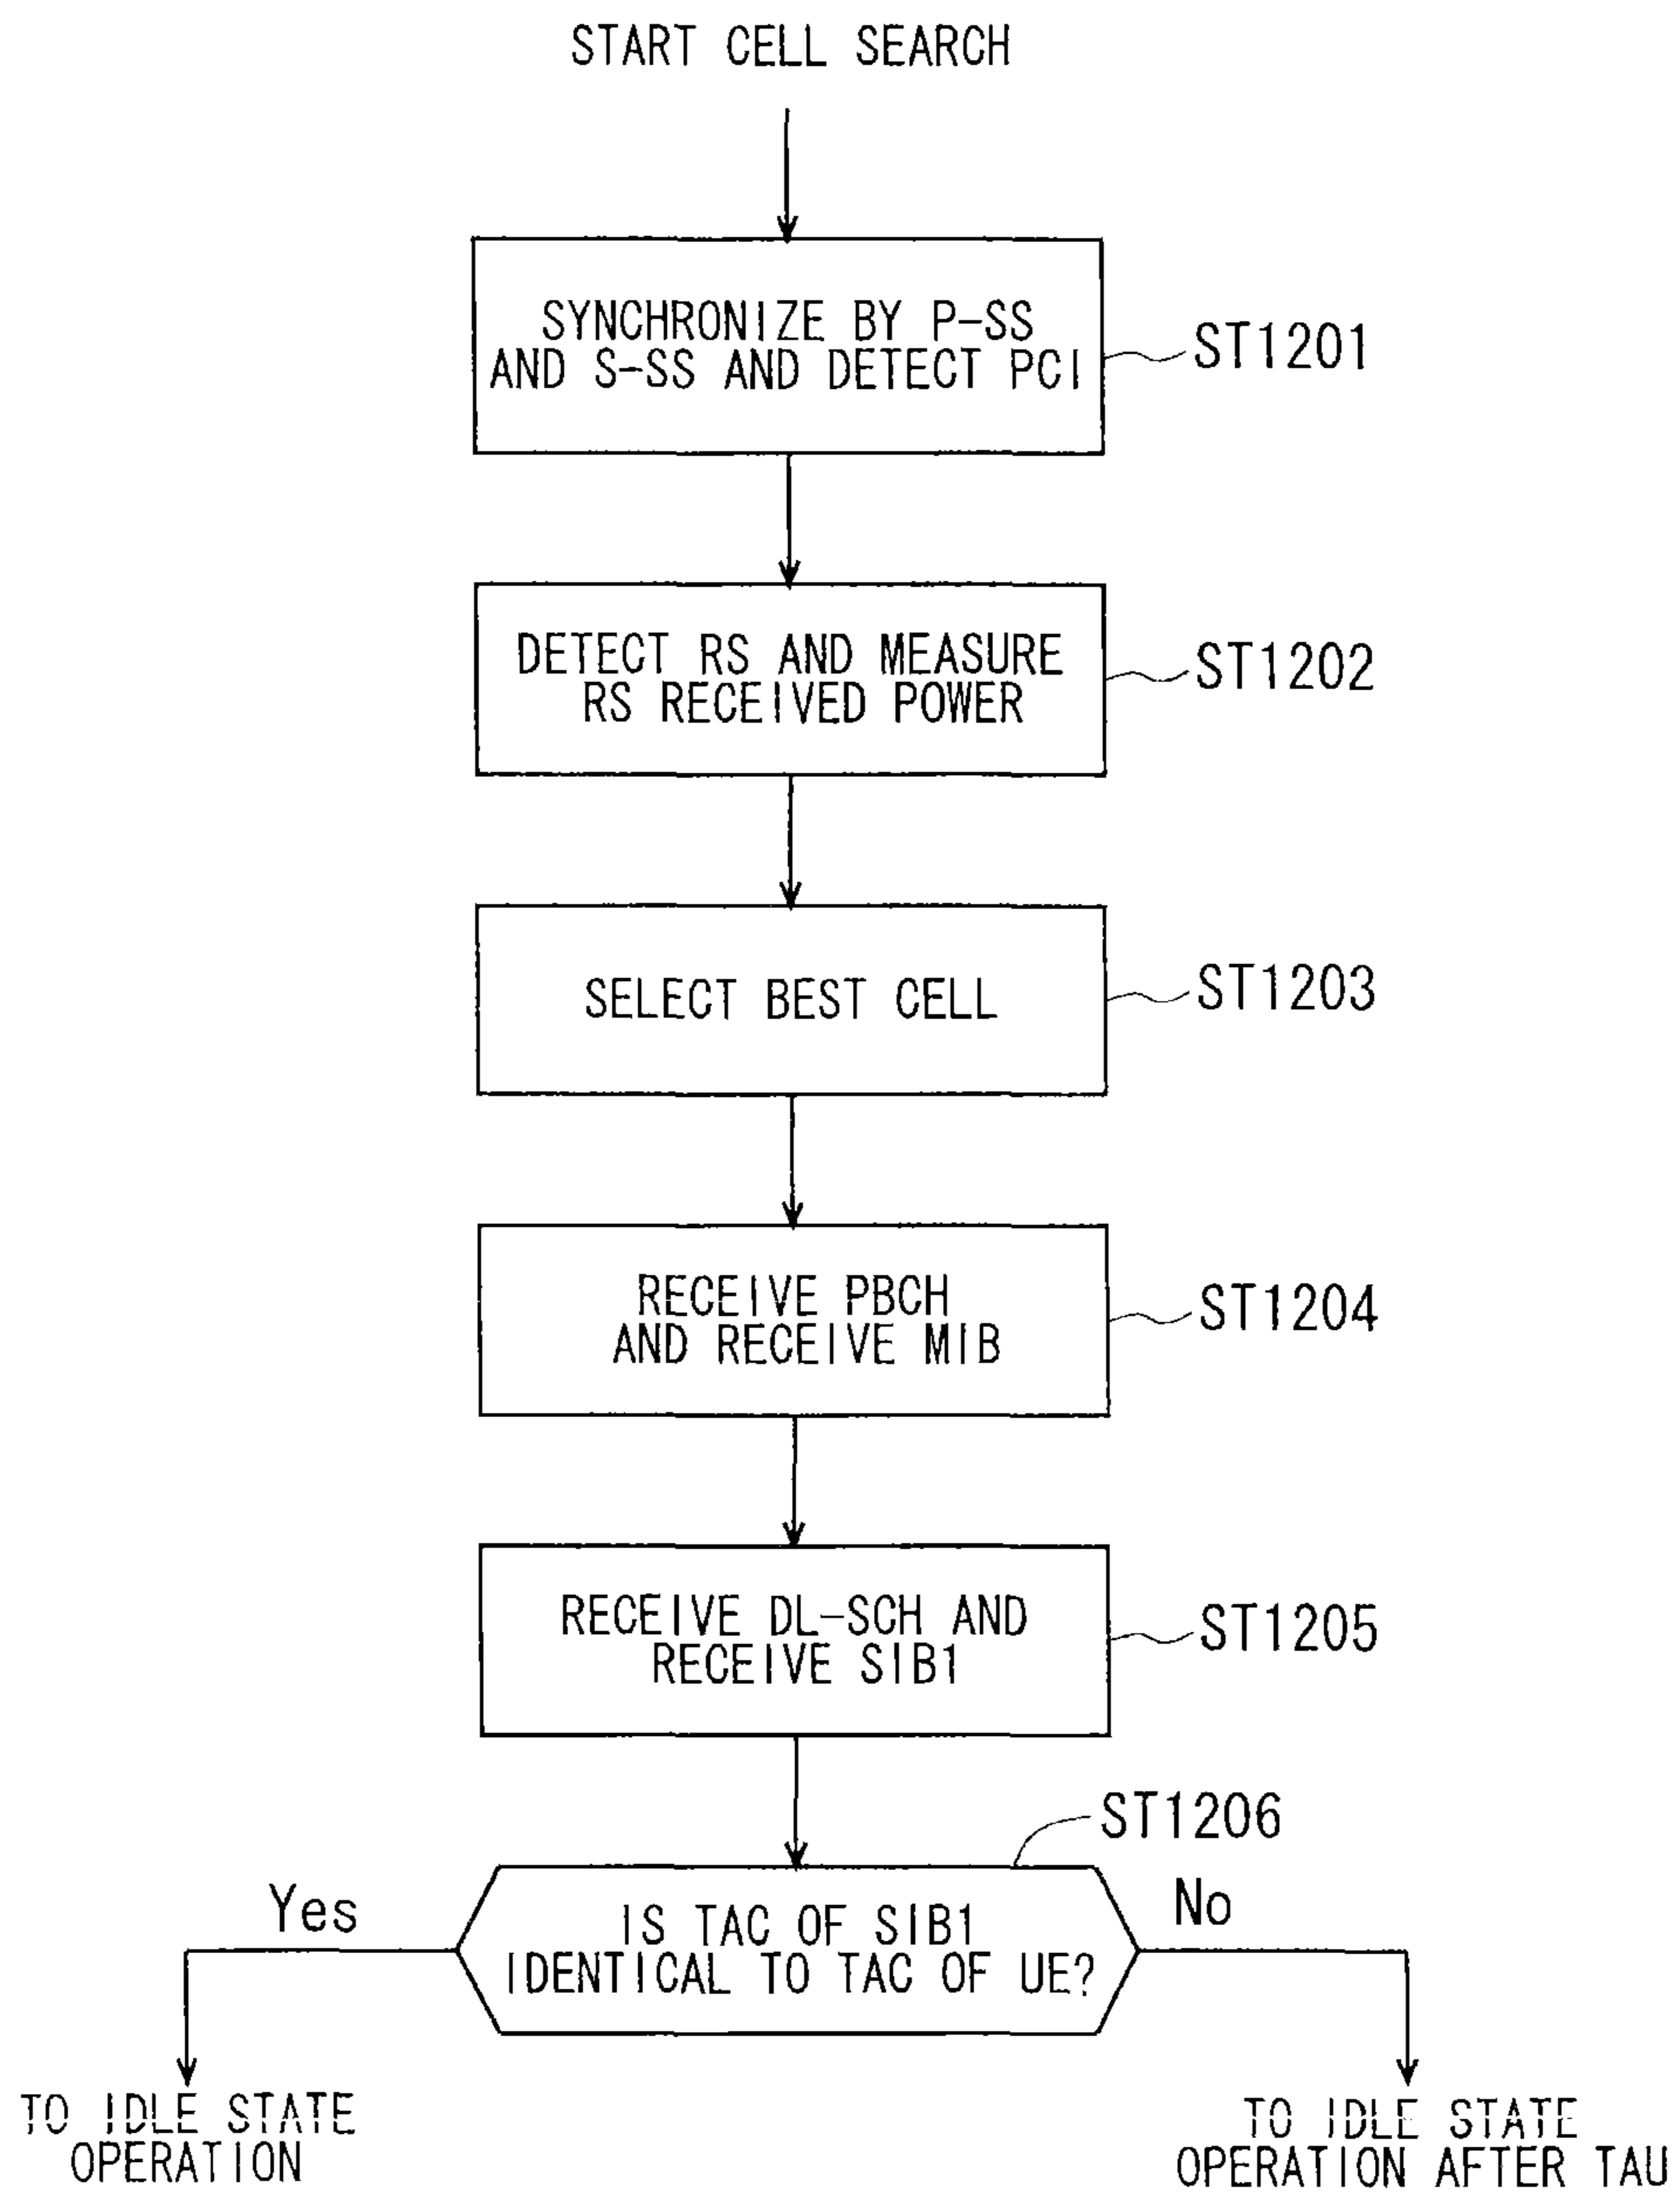 START CELL SEARCH
SYNCHRONIZE BY P-SS
AND S-SS AND DETECT PCI
ST1201
DETECT RS AND MEASURE
RS RECEIVED POWER
ST1202
SELECT BEST CELL
ST1203
RECEIVE PBCH
AND RECEIVE MIB
ST1204
RECEIVE DL-SCH AND
RECEIVE SIB1
ST1205
ST1206
IS TAC OF SIB1
IDENTICAL TO TAC OF UE?
Yes
No
TO IDLE STATE
OPERATION
TO IDLE STATE
OPERATION AFTER TAU